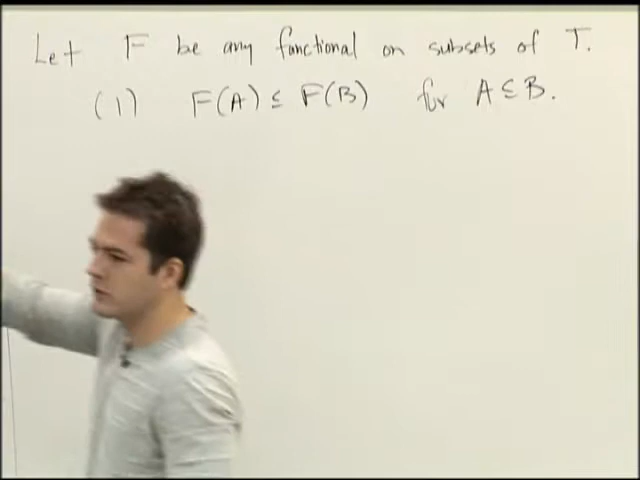 Let F be any functional on subsets of T.
(1) F(A) ≤ F(B) for A ⊆ B.